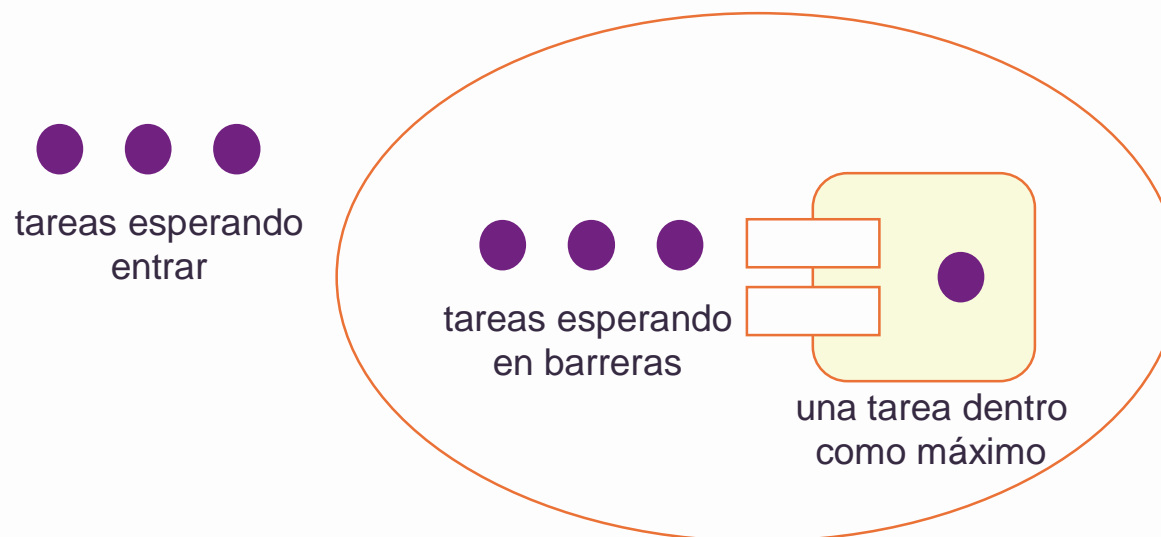 tareas esperando
entrar
tareas esperando
en barreras
una tarea dentro
como máximo